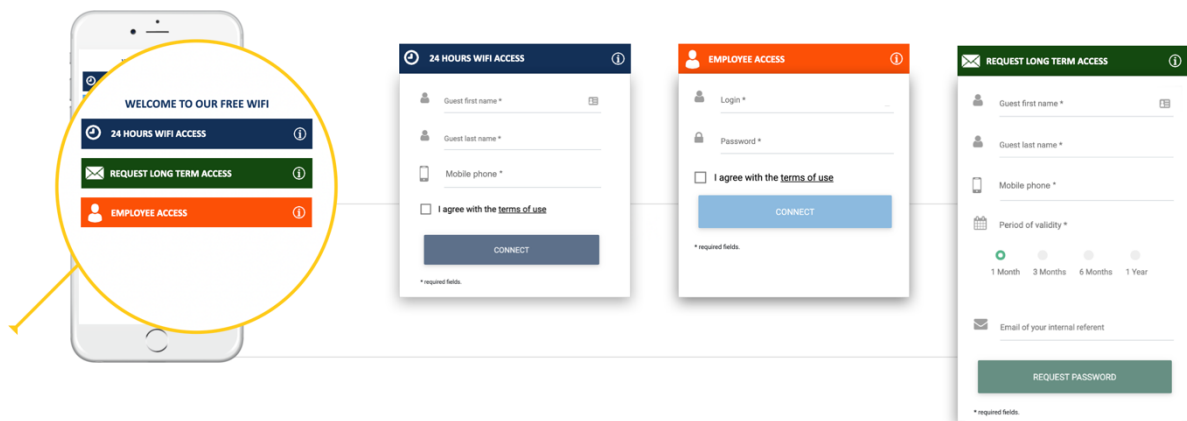 WELCOME TO OUR FREE WIFI
24 HOURS WIFI ACCESS
REQUEST LONG TERM ACCESS
EMPLOYEE ACCESS
24 HOURS WIFI ACCESS
Guest first name *
Guest last name *
Mobile phone *
I agree with the terms of use
CONNECT
* required fields.
EMPLOYEE ACCESS
Login *
Password *
I agree with the terms of use
CONNECT
* required fields.
REQUEST LONG TERM ACCESS
Guest first name *
Guest last name *
Mobile phone *
Period of validity *
1 Month 3 Months 6 Months 1 Year
Email of your internal referent
REQUEST PASSWORD
* required fields.